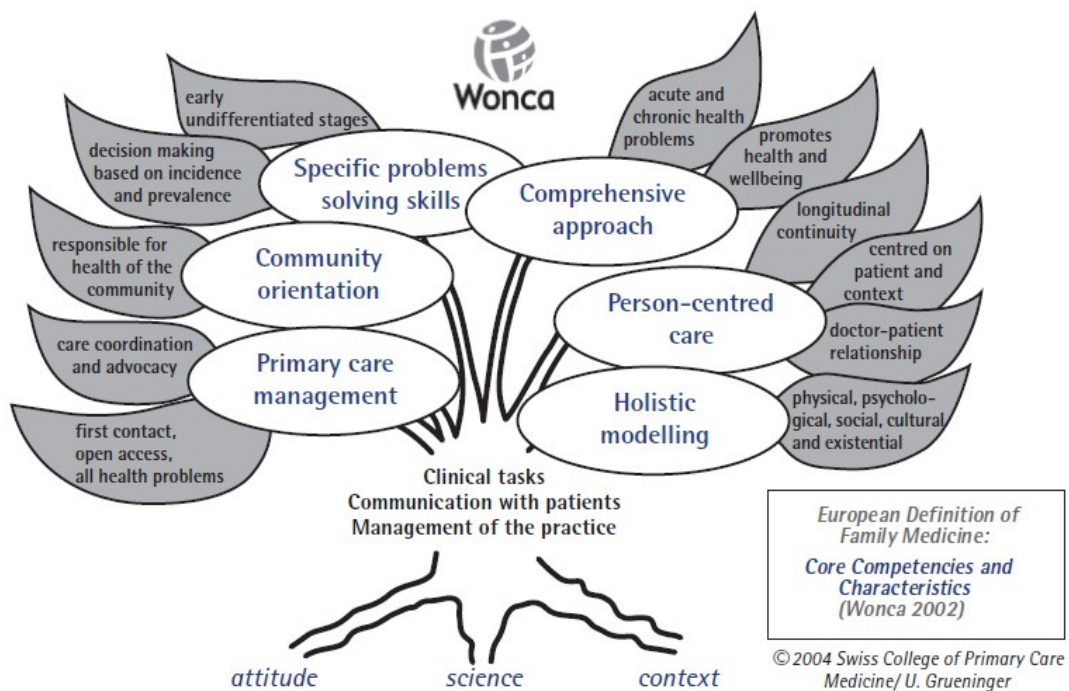 Wonca
early
undifferentiated stages
decision making
based on incidence
and prevalence
responsible for
health of the
community
care coordination
and advocacy
first contact,
open access,
all health problems
Specific problems
solving skills
Community
orientation
Primary care
management
Comprehensive
approach
Person-centred
care
Holistic
modelling
acute and
chronic health
problems
promotes
health and
wellbeing
longitudinal
continuity
centred on
patient and
context
doctor-patient
relationship
physical, psycholo-
gical, social, cultural
and existential
Clinical tasks
Communication with patients
Management of the practice
attitude
science
context
European Definition of
Family Medicine:
Core Competencies and
Characteristics
(Wonca 2002)
© 2004 Swiss College of Primary Care
Medicine/ U. Grueninger